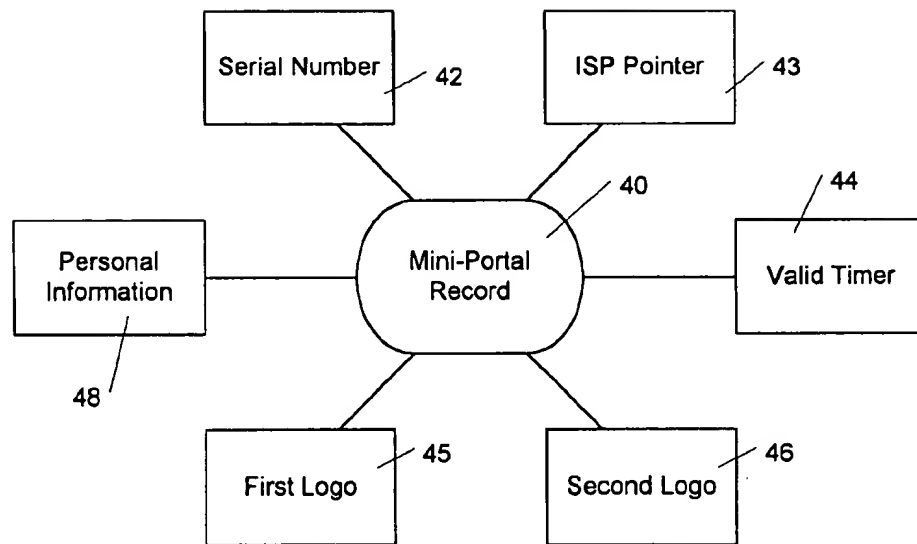 Serial Number
42
ISP Pointer
43
40
44
Personal
Information
Mini-Portal
Record
Valid Timer
48
First Logo
45
Second Logo
46